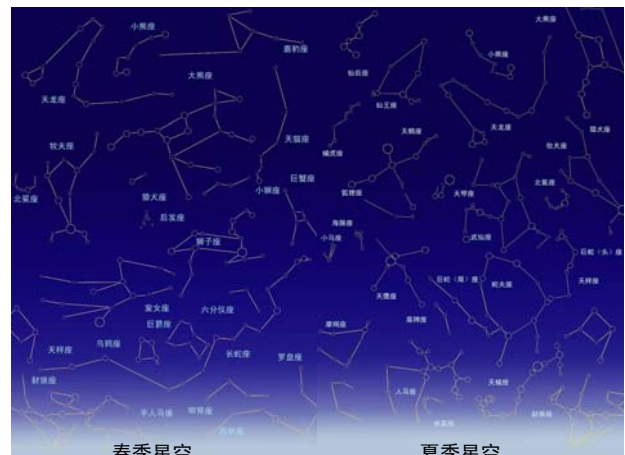 小熊座
鹿豹座
大熊座
天龙座
牧夫座
天猫座
巨蟹座
小狮座
北冕座
猎犬座
后发座
狮子座
室女座
六分仪座
巨爵座
乌鸦座
天秤座
长蛇座
罗盘座
豺狼座
半人马座
唧筒座
春季星空
大熊座
小熊座
仙后座
仙王座
天鹅座
天龙座
猎犬座
牧夫座
蝎虎座
狐狸座
天琴座
北冕座
海豚座
小马座
武仙座
巨蛇（头）座
巨蛇（尾）座
蛇夫座
天秤座
天鹰座
盾牌座
摩羯座
人马座
天蝎座
豺狼座
夏季星空